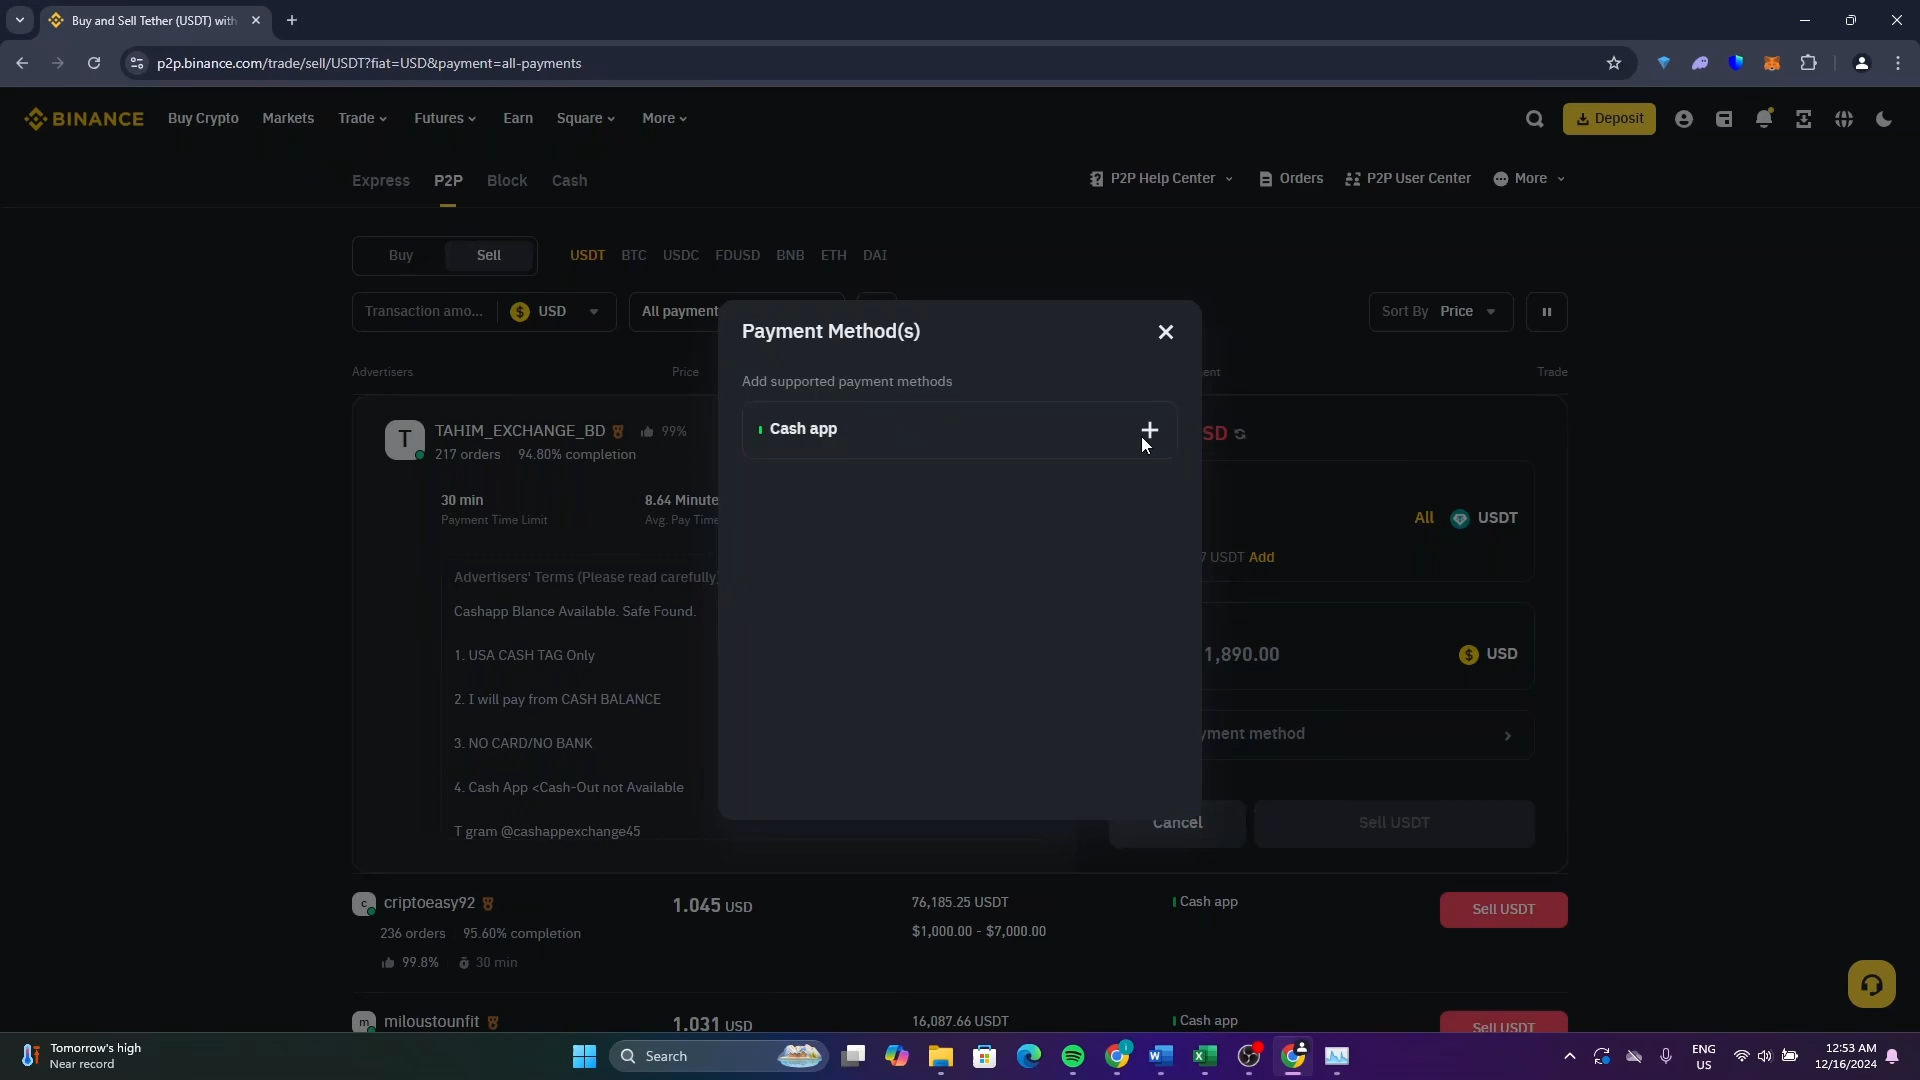 Buy and Sell Tether (USDT) with
p2p.binance.com/trade/sell/USDT?fiat=USD&payment=all-payments
BINANCE Buy Crypto Markets Trade Futures Earn Square More Deposit
Express P2P Block Cash P2P Help Center Orders P2P User Center More
Buy Sell USDT BTC USDC FDUSD BNB ETH DAI
Transaction amo... $ USD All payment Sort By Price
Advertisers Price Trade
Payment Method(s)
Add supported payment methods
Cash app
T TAHIM_EXCHANGE_BD 99%
217 orders 94.80% completion
30 min 8.64 Minute
Payment Time Limit Avg. Pay Time
All USDT
USDT Add
Advertisers' Terms (Please read carefully)
Cashapp Blance Available. Safe Found.
1. USA CASH TAG Only
2. I will pay from CASH BALANCE
3. NO CARD/NO BANK
4. Cash App <Cash-Out not Available
T gram @cashappexchange45
1,890.00 $ USD
yment method
Cancel Sell USDT
c criptoeasy92 1.045 USD 76,185.25 USDT Cash app Sell USDT
236 orders 95.60% completion $1,000.00 - $7,000.00
99.8% 30 min
m miloustounfit 1.031 USD 16,087.66 USDT Cash app Sell USDT
Tomorrow's high
Near record
Search
ENG
US
12:53 AM
12/16/2024